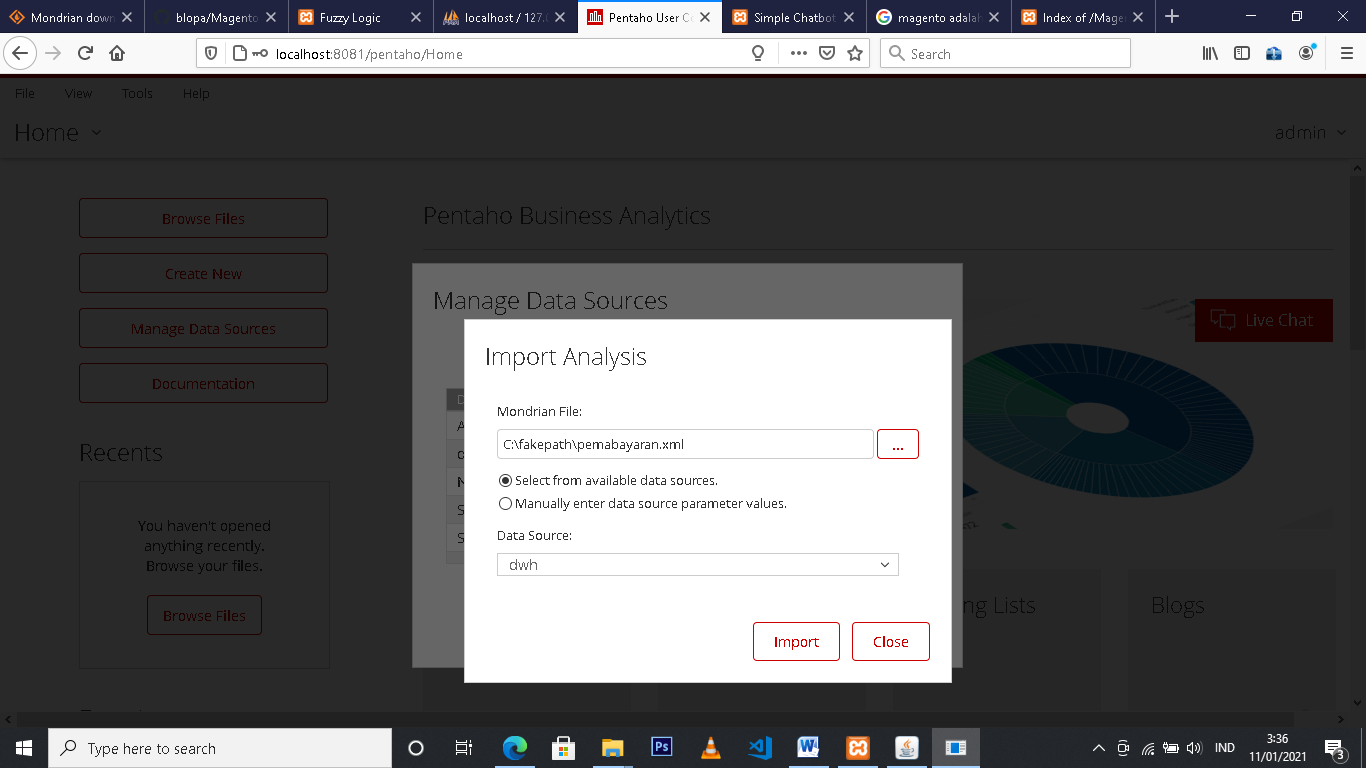 Mondrian down
blopa/Magento
Fuzzy Logic
localhost / 127.
Pentaho User C
Simple Chatbot
magento adalah
Index of /Mage
localhost:8081/pentaho/Home
Search
File View Tools Help
Home
admin
Browse Files
Create New
Manage Data Sources
Documentation
Recents
You haven't opened
anything recently.
Browse your files.
Browse Files
Pentaho Business Analytics
Live Chat
Manage Data Sources
D
A
d
M
S
S
Import Analysis
Mondrian File:
C:\fakepath\pemabayaran.xml
...
Select from available data sources.
Manually enter data source parameter values.
Data Source:
dwh
Import
Close
ng Lists
Blogs
Type here to search
Ps
W
IND
3:36
11/01/2021
3